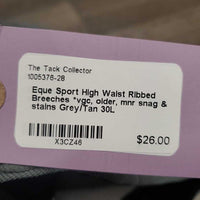 The Tack Collector
1005376-28
Eque Sport High Waist Ribbed
Breeches *vgc, older, mnr snag &
stains Grey/Tan 30L
X3CZ46
$26.00